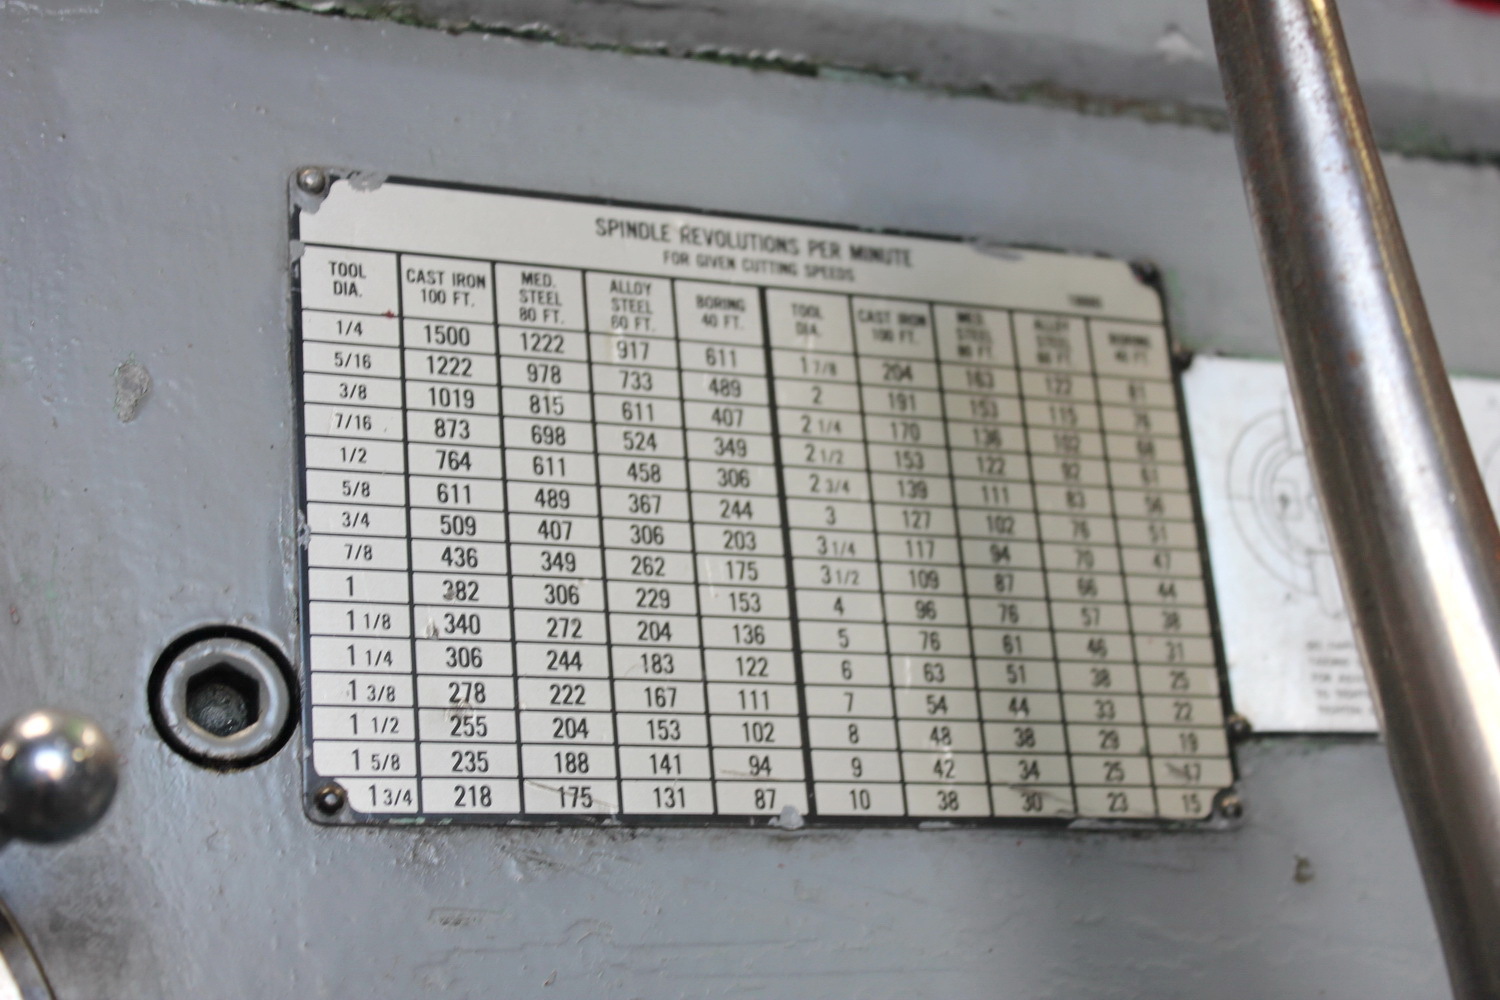 SPINDLE REVOLUTIONS PER MINUTE
FOR GIVEN CUTTING SPEEDS
TOOL DIA. CAST IRON 100 FT. MED. STEEL 80 FT. ALLOY STEEL 60 FT. BORING 40 FT. TOOL DIA. CAST IRON 100 FT. MED. STEEL 80 FT. ALLOY STEEL 60 FT. BORING 40 FT.
1/4 1500 1222 917 611 1 7/8 204 163 122 81
5/16 1222 978 733 489 2 191 153 115 76
3/8 1019 815 611 407 2 1/4 170 136 102 68
7/16 873 698 524 349 2 1/2 153 122 92 61
1/2 764 611 458 306 2 3/4 139 111 83 56
5/8 611 489 367 244 3 127 102 76 51
3/4 509 407 306 203 3 1/4 117 94 70 47
7/8 436 349 262 175 3 1/2 109 87 66 44
1 382 306 229 153 4 96 76 57 38
1 1/8 340 272 204 136 5 76 61 46 31
1 1/4 306 244 183 122 6 63 51 38 25
1 3/8 278 222 167 111 7 54 44 33 22
1 1/2 255 204 153 102 8 48 38 29 19
1 5/8 235 188 141 94 9 42 34 25 17
1 3/4 218 175 131 87 10 38 30 23 15